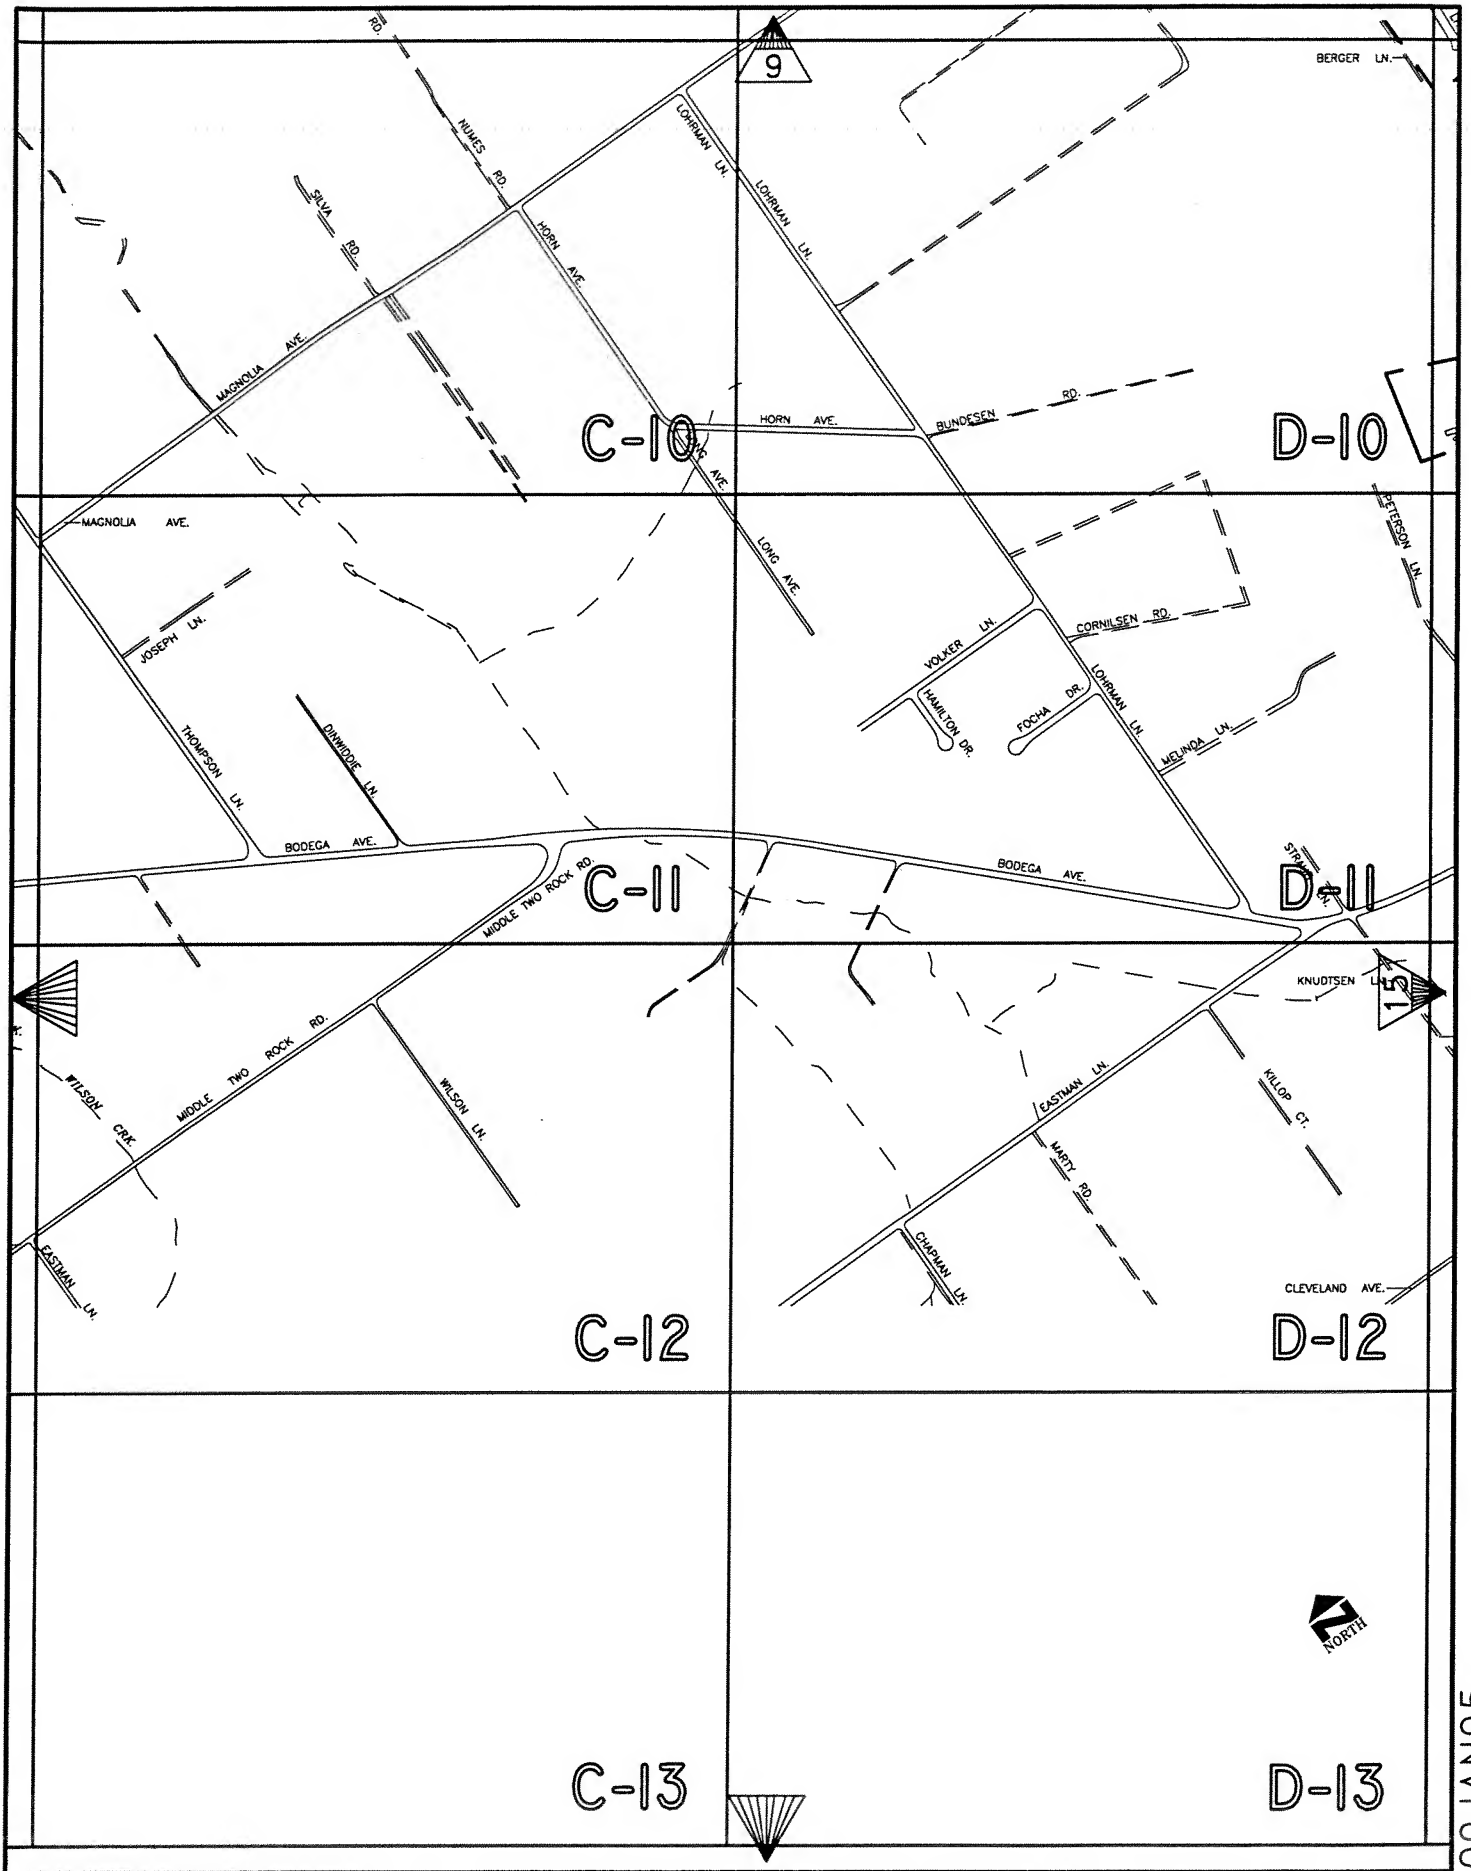 RD.
9
BERGER LN.
NUMES RD.
LOHRMAN LN.
LOHRMAN LN.
SILVA RD.
HORN AVE.
MAGNOLIA AVE.
HORN AVE.
BUNDESEN RD.
C-10
D-10
AVE.
MAGNOLIA AVE.
PETERSON LN.
LONG AVE.
JOSEPH LN.
VOLKER LN.
CORNILSEN RD.
HAMILTON DR.
FOCHA DR.
LOHRMAN LN.
MELINDA LN.
THOMPSON LN.
DINWIDDIE LN.
BODEGA AVE.
MIDDLE TWO ROCK RD.
C-11
BODEGA AVE.
LN.
D-11
KNUDTSEN LN.
15
WILSON CRK.
MIDDLE TWO ROCK RD.
WILSON LN.
EASTMAN LN.
KILLOP CT.
MARTY RD.
EASTMAN LN.
CHAPMAN LN.
CLEVELAND AVE.
C-12
D-12
NORTH
C-13
D-13